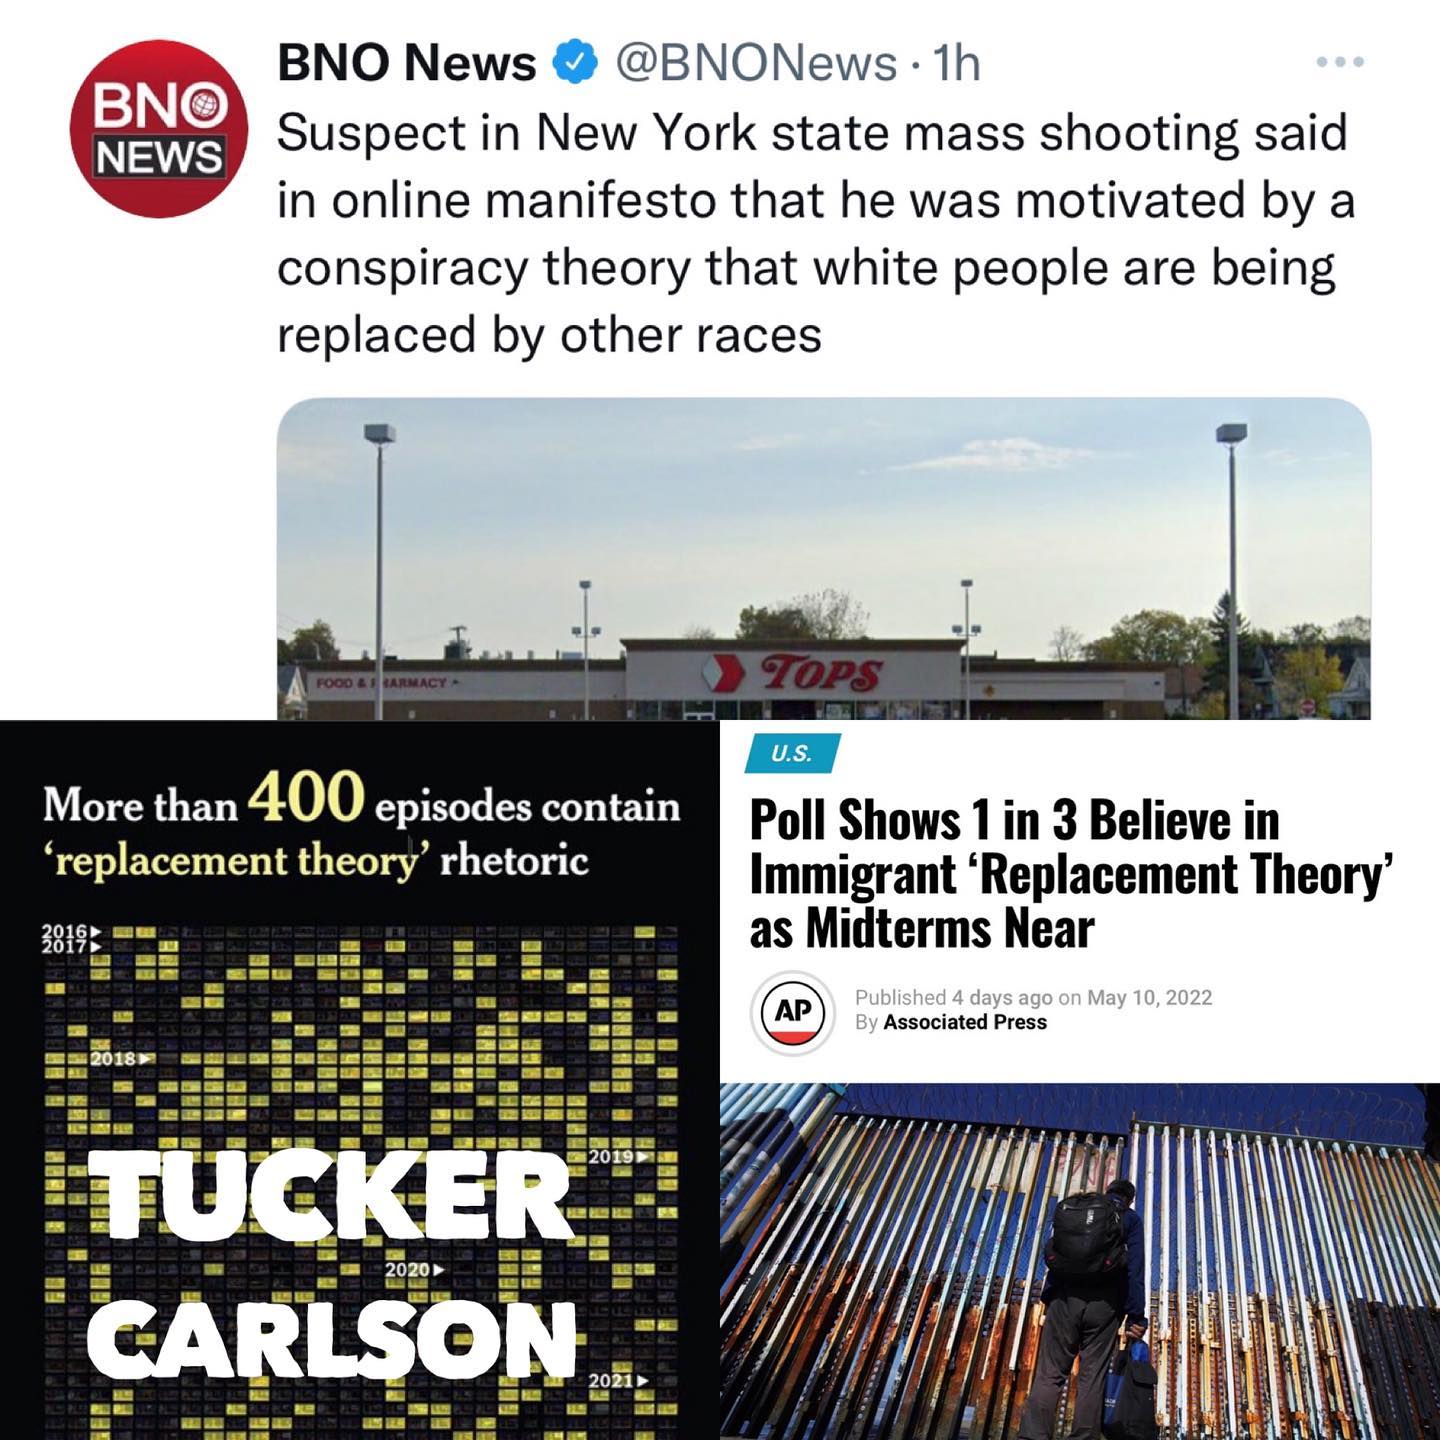 BNO
NEWS
BNO News @BNONews · 1h
Suspect in New York state mass shooting said
in online manifesto that he was motivated by a
conspiracy theory that white people are being
replaced by other races
FOOD & PHARMACY
TOPS
More than 400 episodes contain
‘replacement theory’ rhetoric
2016
2017
2018
2019
TUCKER
2020
CARLSON
2021
U.S.
Poll Shows 1 in 3 Believe in
Immigrant ‘Replacement Theory’
as Midterms Near
AP
Published 4 days ago on May 10, 2022
By Associated Press